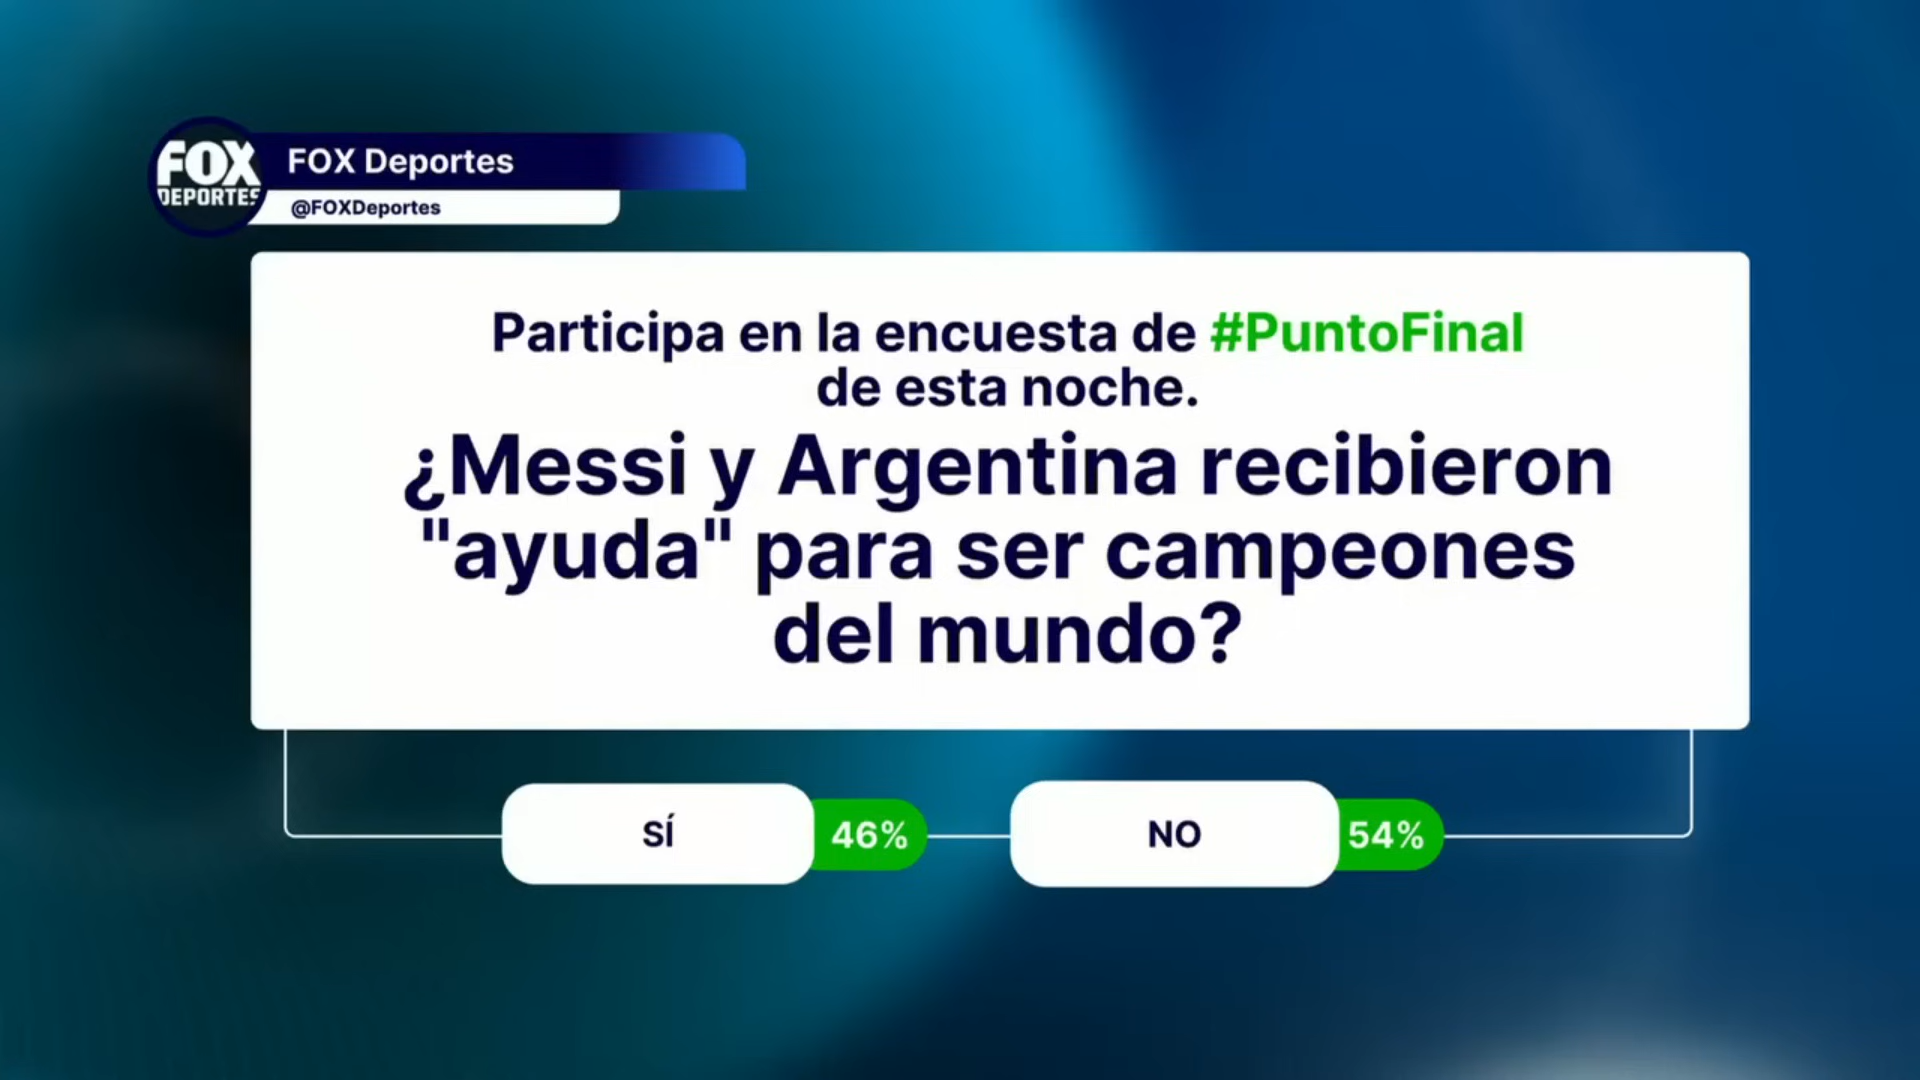 FOX
DEPORTES
FOX Deportes
@FOXDeportes
Participa en la encuesta de #PuntoFinal
de esta noche.
¿Messi y Argentina recibieron
"ayuda" para ser campeones
del mundo?
SÍ 46% NO 54%